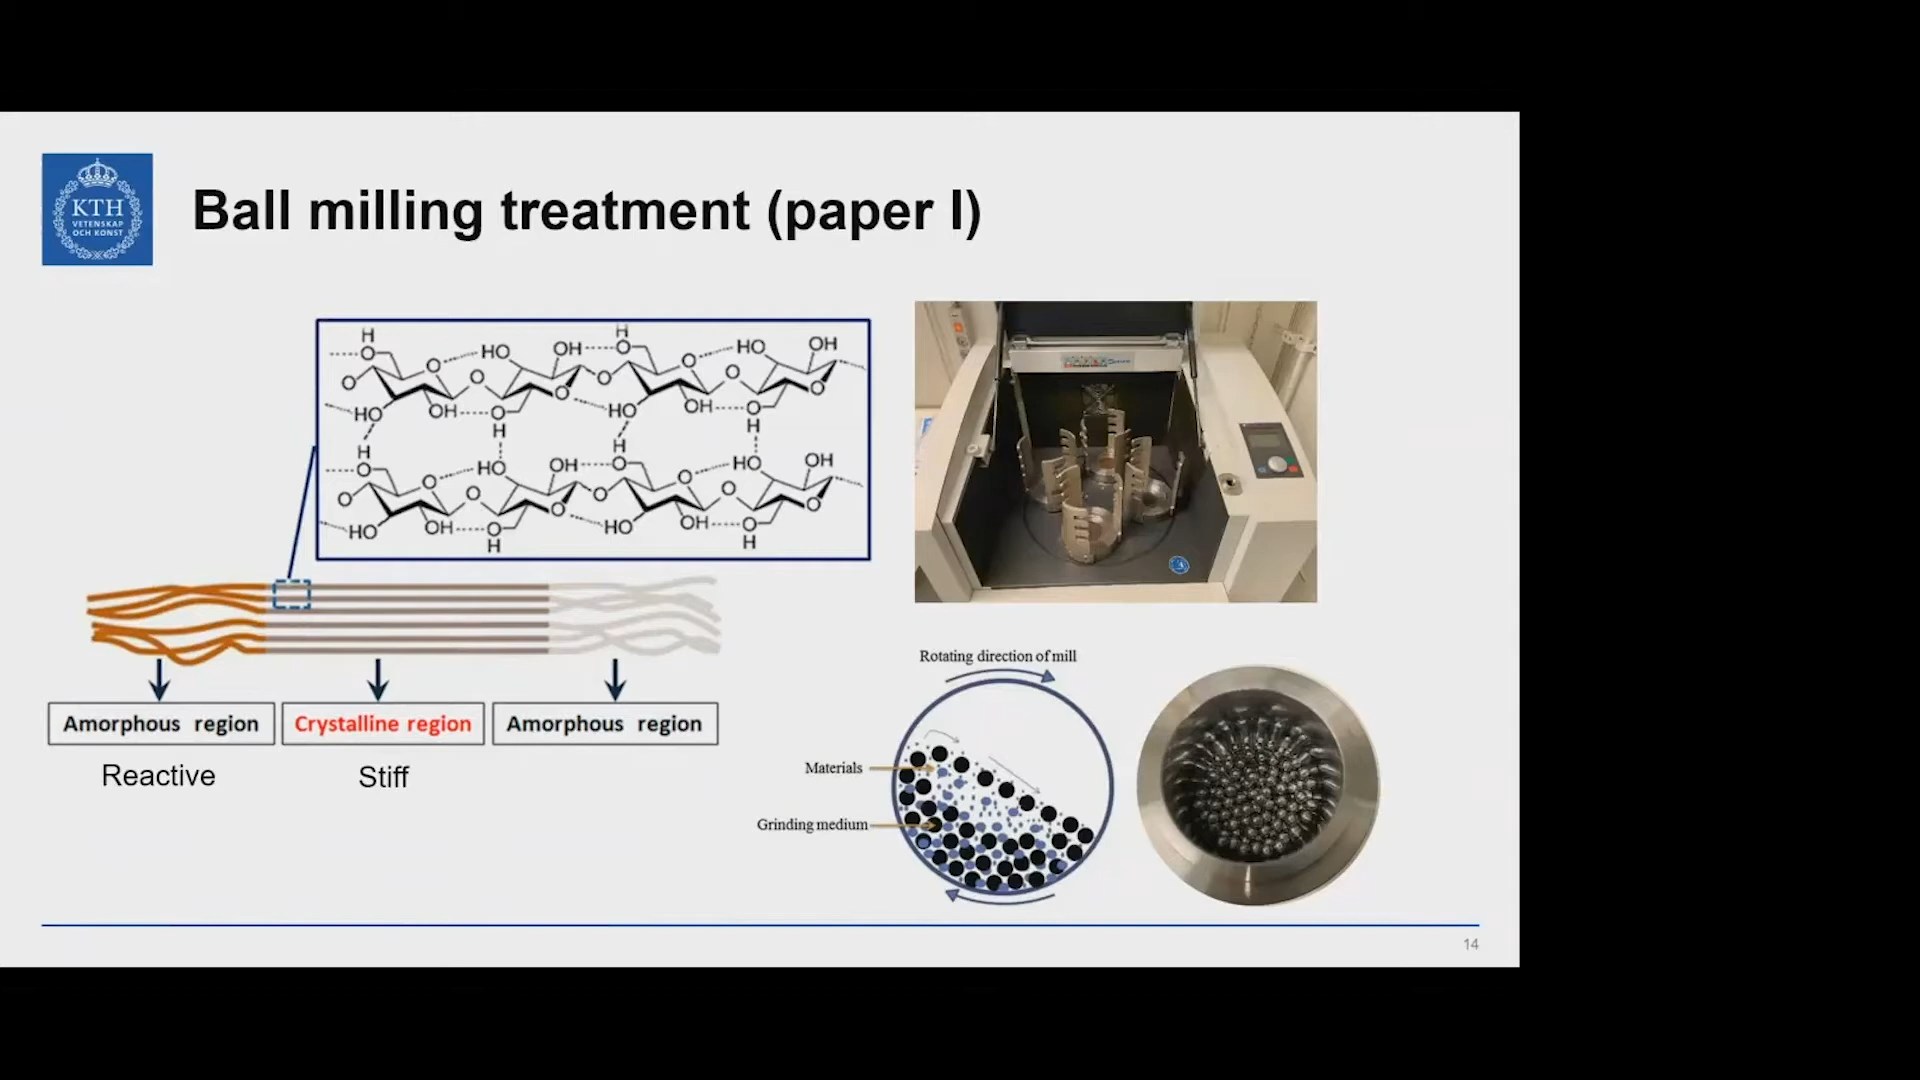 KTH
VETENSKAP
OCH KONST
Ball milling treatment (paper I)
H H
O HO OH O HO OH
O O O O O O O O
HO OH O HO OH O
H H
H H
O HO OH O HO OH
O O O O O O O O
HO OH O HO OH O
H H
Amorphous region
Crystalline region
Amorphous region
Reactive
Stiff
Rotating direction of mill
Materials
Grinding medium
14